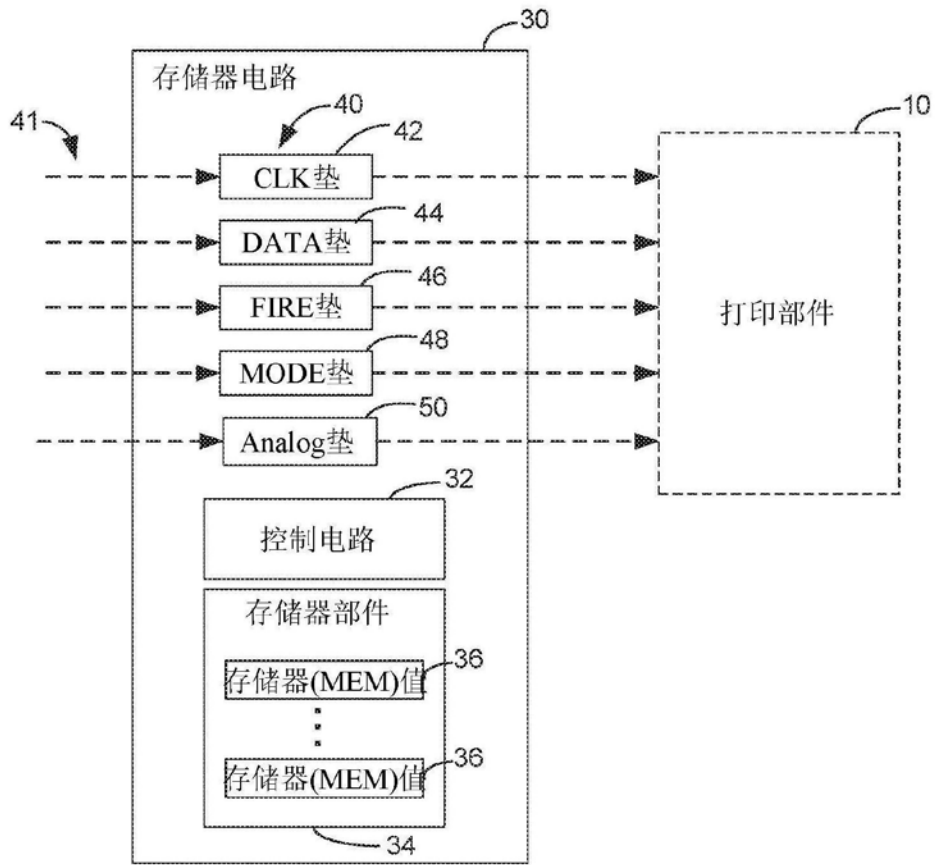 30
存储器电路
10
41
40
42
CLK垫
44
DATA垫
46
FIRE垫
打印部件
48
MODE垫
50
Analog垫
32
控制电路
存储器部件
存储器(MEM)值
36
存储器(MEM)值
36
34